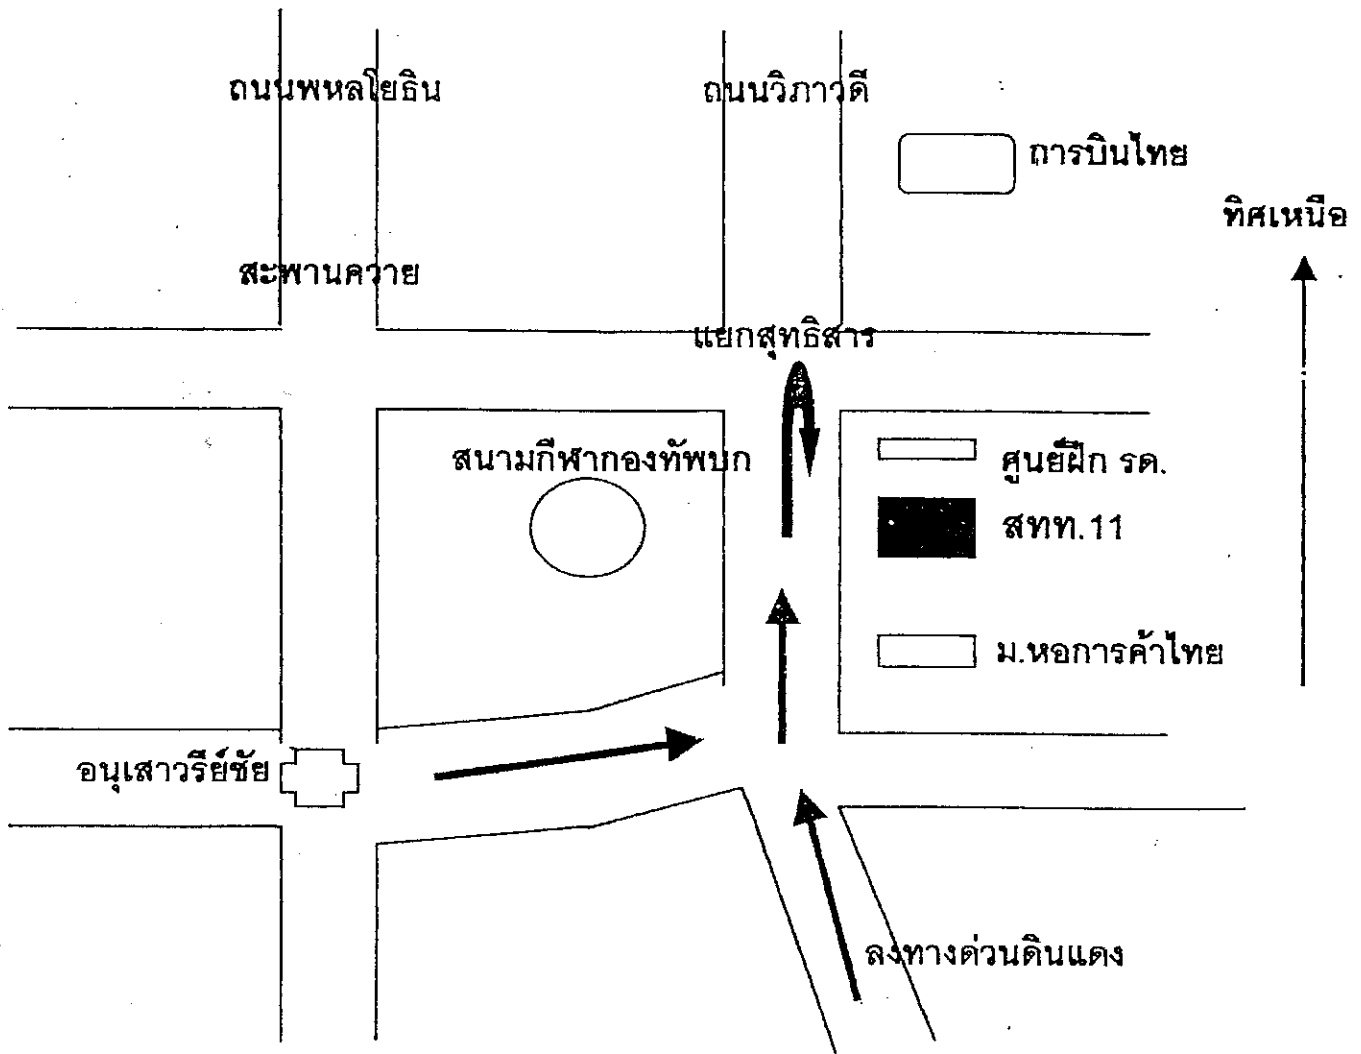 ถนนพหลโยธิน
ถนนวิภาวดี
การบินไทย
ทิศเหนือ
สะพานควาย
แยกสุทธิสาร
สนามกีฬากองทัพบก
ศูนย์ฝึก รด.
สทท.11
ม.หอการค้าไทย
อนุเสาวรีย์ชัย
ลงทางด่วนดินแดง